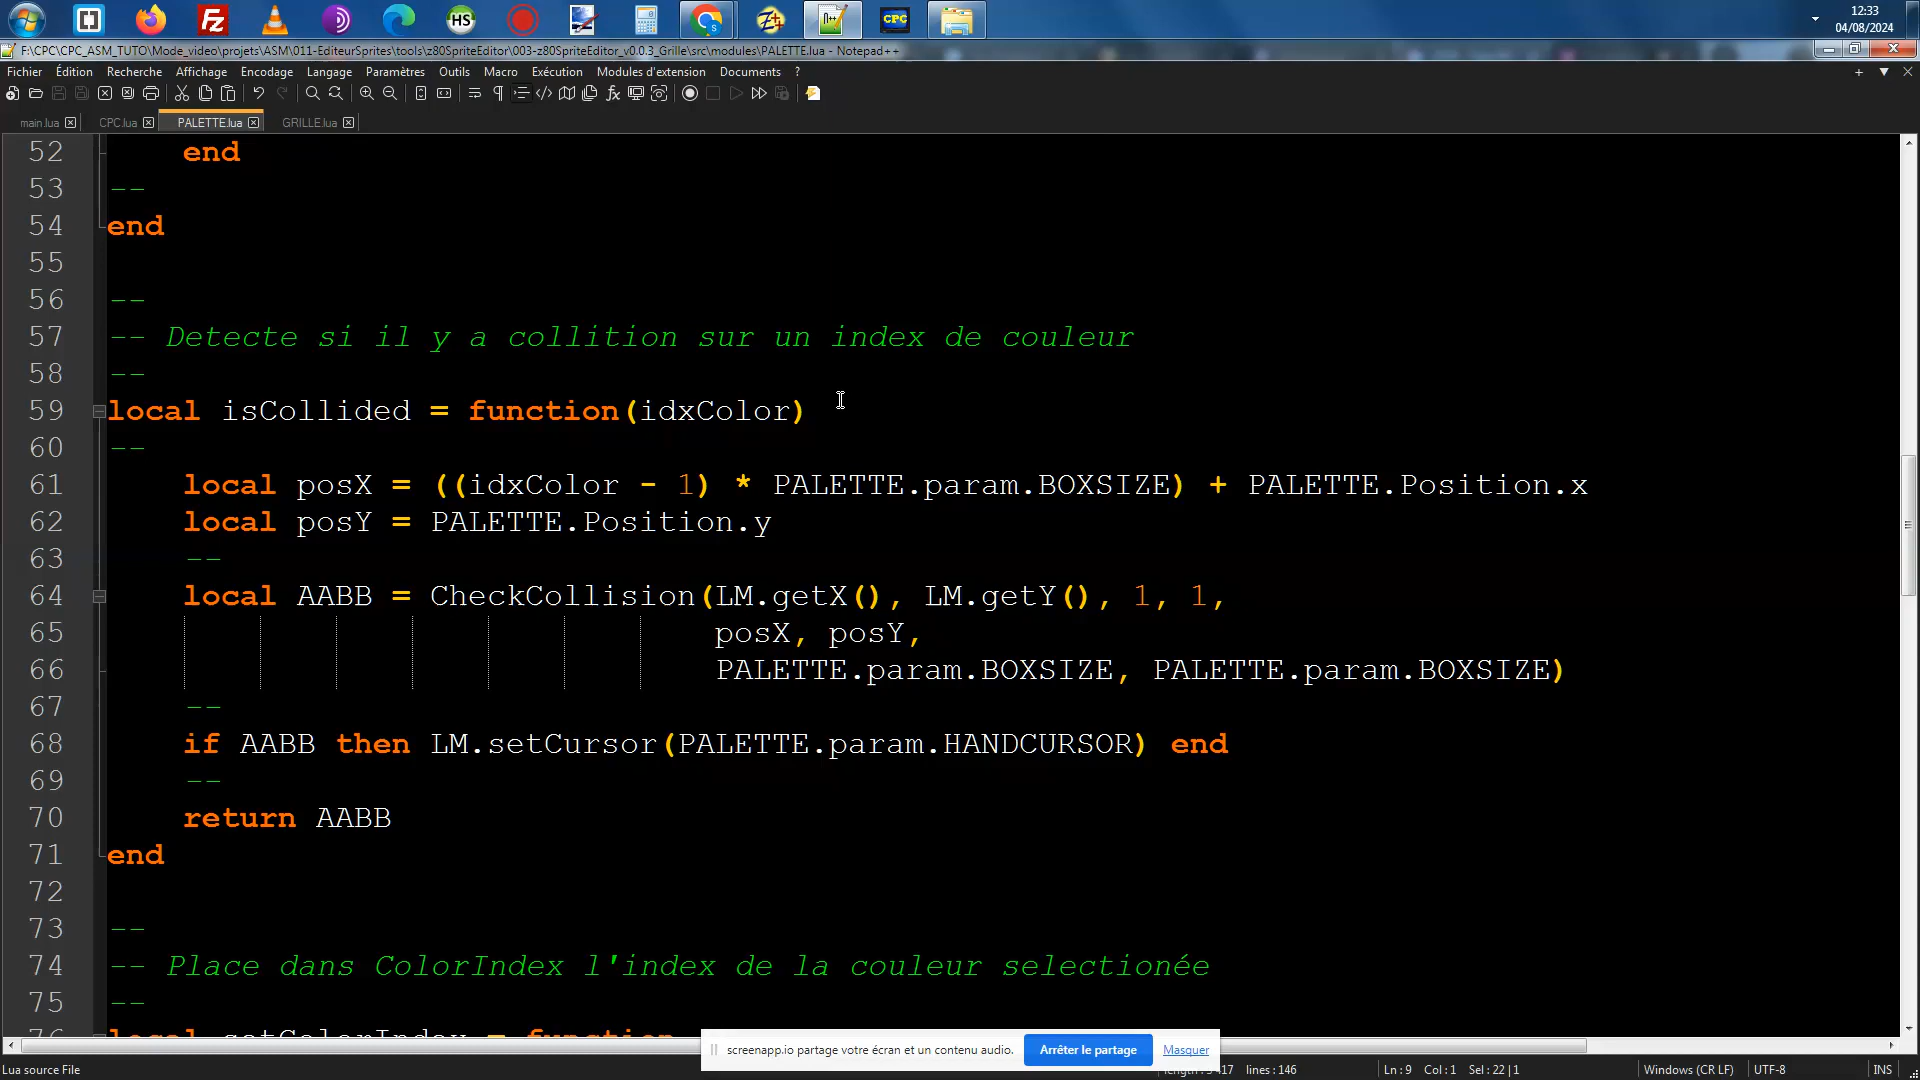 12:33
04/08/2024
F:\CPC\CPC_ASM_TUTO\Mode_video\projets\ASM\011-EditeurSprites\tools\z80SpriteEditor\003-z80SpriteEditor_v0.0.3_Grille\src\modules\PALETTE.lua - Notepad++
Fichier Édition Recherche Affichage Encodage Langage Paramètres Outils Macro Exécution Modules d'extension Documents ?
main.lua CPC.lua PALETTE.lua GRILLE.lua
52 end
53 --
54 end
55
56 --
57 -- Detecte si il y a collition sur un index de couleur
58 --
59 local isCollided = function(idxColor)
60 --
61 local posX = ((idxColor - 1) * PALETTE.param.BOXSIZE) + PALETTE.Position.x
62 local posY = PALETTE.Position.y
63 --
64 local AABB = CheckCollision(LM.getX(), LM.getY(), 1, 1,
65 posX, posY,
66 PALETTE.param.BOXSIZE, PALETTE.param.BOXSIZE)
67 --
68 if AABB then LM.setCursor(PALETTE.param.HANDCURSOR) end
69 --
70 return AABB
71 end
72
73 --
74 -- Place dans ColorIndex l'index de la couleur selectionée
75 --
76 local setColorIndex = function
screenapp.io partage votre écran et un contenu audio. Arrêter le partage Masquer
Lua source File lines : 146 Ln : 9 Col : 1 Sel : 22 | 1 Windows (CR LF) UTF-8 INS